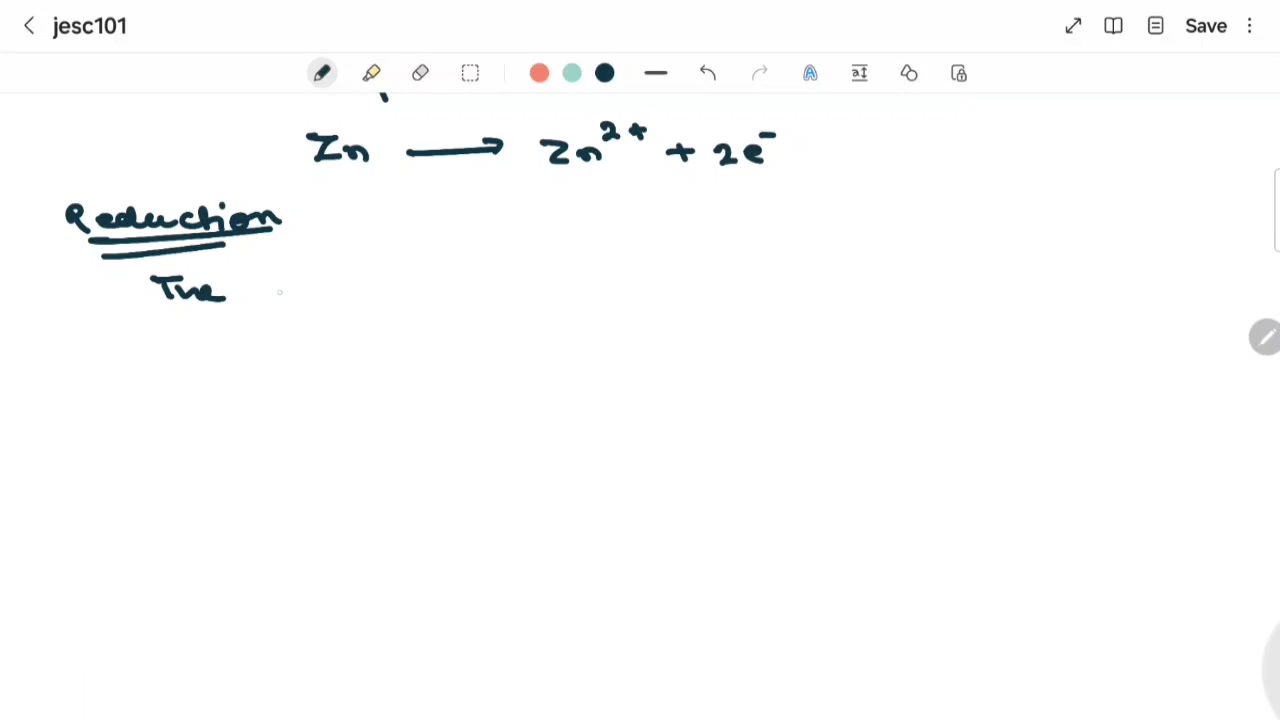 jesc101
Save
Zn → Zn²⁺ + 2e⁻
Reduction
The